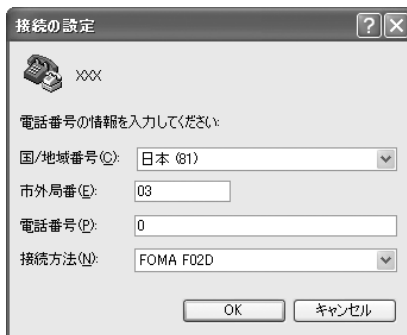 接続の設定
XXX
電話番号の情報を入力してください:
国/地域番号(C): 日本 (81)
市外局番(E): 03
電話番号(P): 0
接続方法(N): FOMA F02D
OK キャンセル